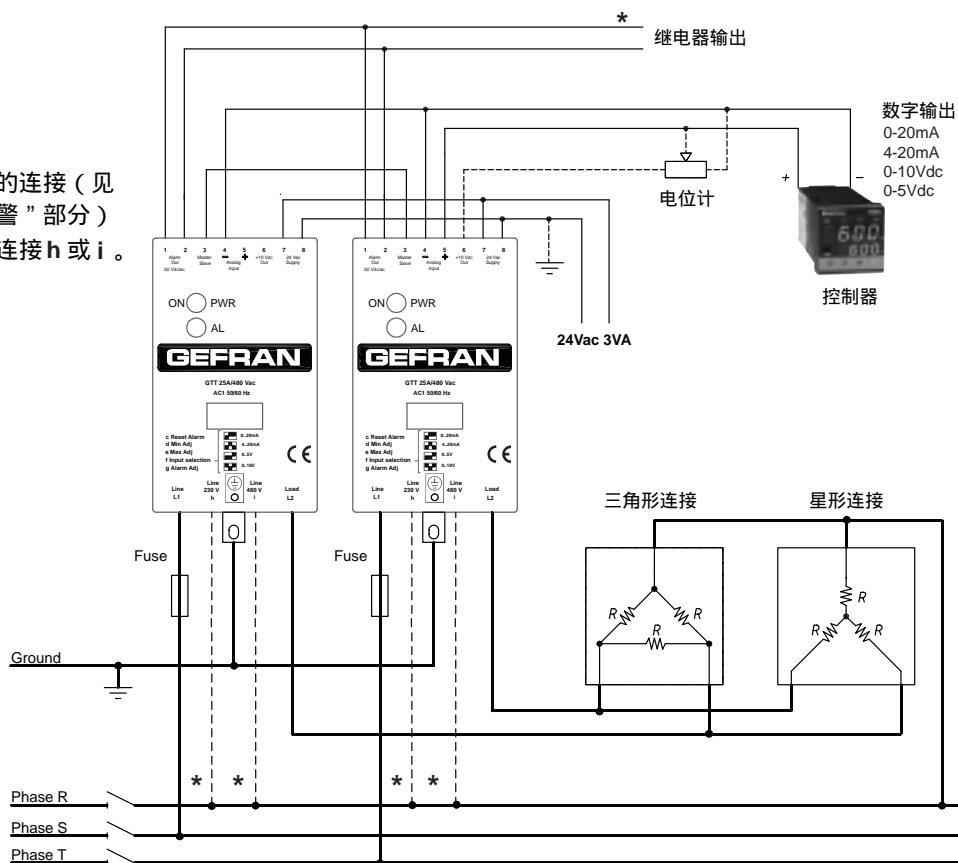 *
继电器输出
数字输出
0-20mA
4-20mA
0-10Vdc
0-5Vdc
的连接（见
警”部分）
连接 h 或 i 。
电位计
+
−
600
600
控制器
1 2 3 4 5 6 7 8
Alarm Out 30 Vdc/ac
Master Slave
− +
Analog Input
+10 Vdc Out
24 Vac Supply
ON PWR
AL
GEFRAN
GTT 25A/480 Vac
AC1 50/60 Hz
c Reset Alarm
d Min Adj
e Max Adj
f Input selection
g Alarm Adj
0..20mA
4..20mA
0..5V
0..10V
CE
Line L1
Line 230 V h
Line 480 V i
Load L2
1 2 3 4 5 6 7 8
Alarm Out 30 Vdc/ac
Master Slave
− +
Analog Input
+10 Vdc Out
24 Vac Supply
ON PWR
AL
GEFRAN
GTT 25A/480 Vac
AC1 50/60 Hz
c Reset Alarm
d Min Adj
e Max Adj
f Input selection
g Alarm Adj
0..20mA
4..20mA
0..5V
0..10V
CE
Line L1
Line 230 V h
Line 480 V i
Load L2
24Vac 3VA
三角形连接
星形连接
Fuse
Fuse
R
R R
R
R R
Ground
* *
* *
Phase R
Phase S
Phase T